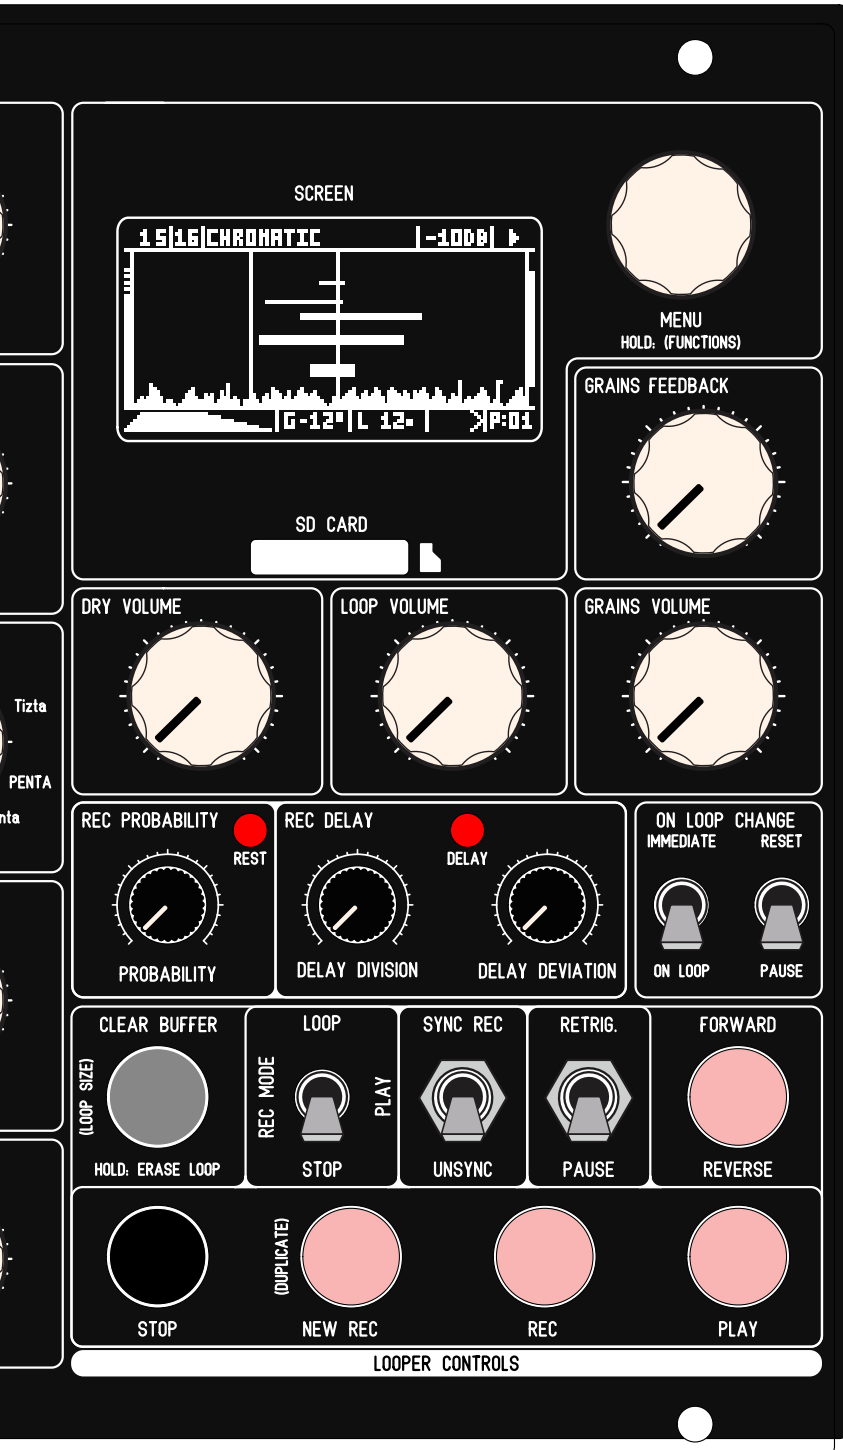 SCREEN
15|16|CHROMATIC |-10DB|
G-12 L 12 P:01
MENU
HOLD: (FUNCTIONS)
GRAINS FEEDBACK
SD CARD
DRY VOLUME
LOOP VOLUME
GRAINS VOLUME
Tizta
PENTA
nta
REC PROBABILITY
REST
PROBABILITY
REC DELAY
DELAY
DELAY DIVISION
DELAY DEVIATION
ON LOOP CHANGE
IMMEDIATE RESET
ON LOOP PAUSE
CLEAR BUFFER
(LOOP SIZE)
HOLD: ERASE LOOP
LOOP
REC MODE
PLAY
STOP
SYNC REC
UNSYNC
RETRIG.
PAUSE
FORWARD
REVERSE
STOP
(DUPLICATE)
NEW REC
REC
PLAY
LOOPER CONTROLS